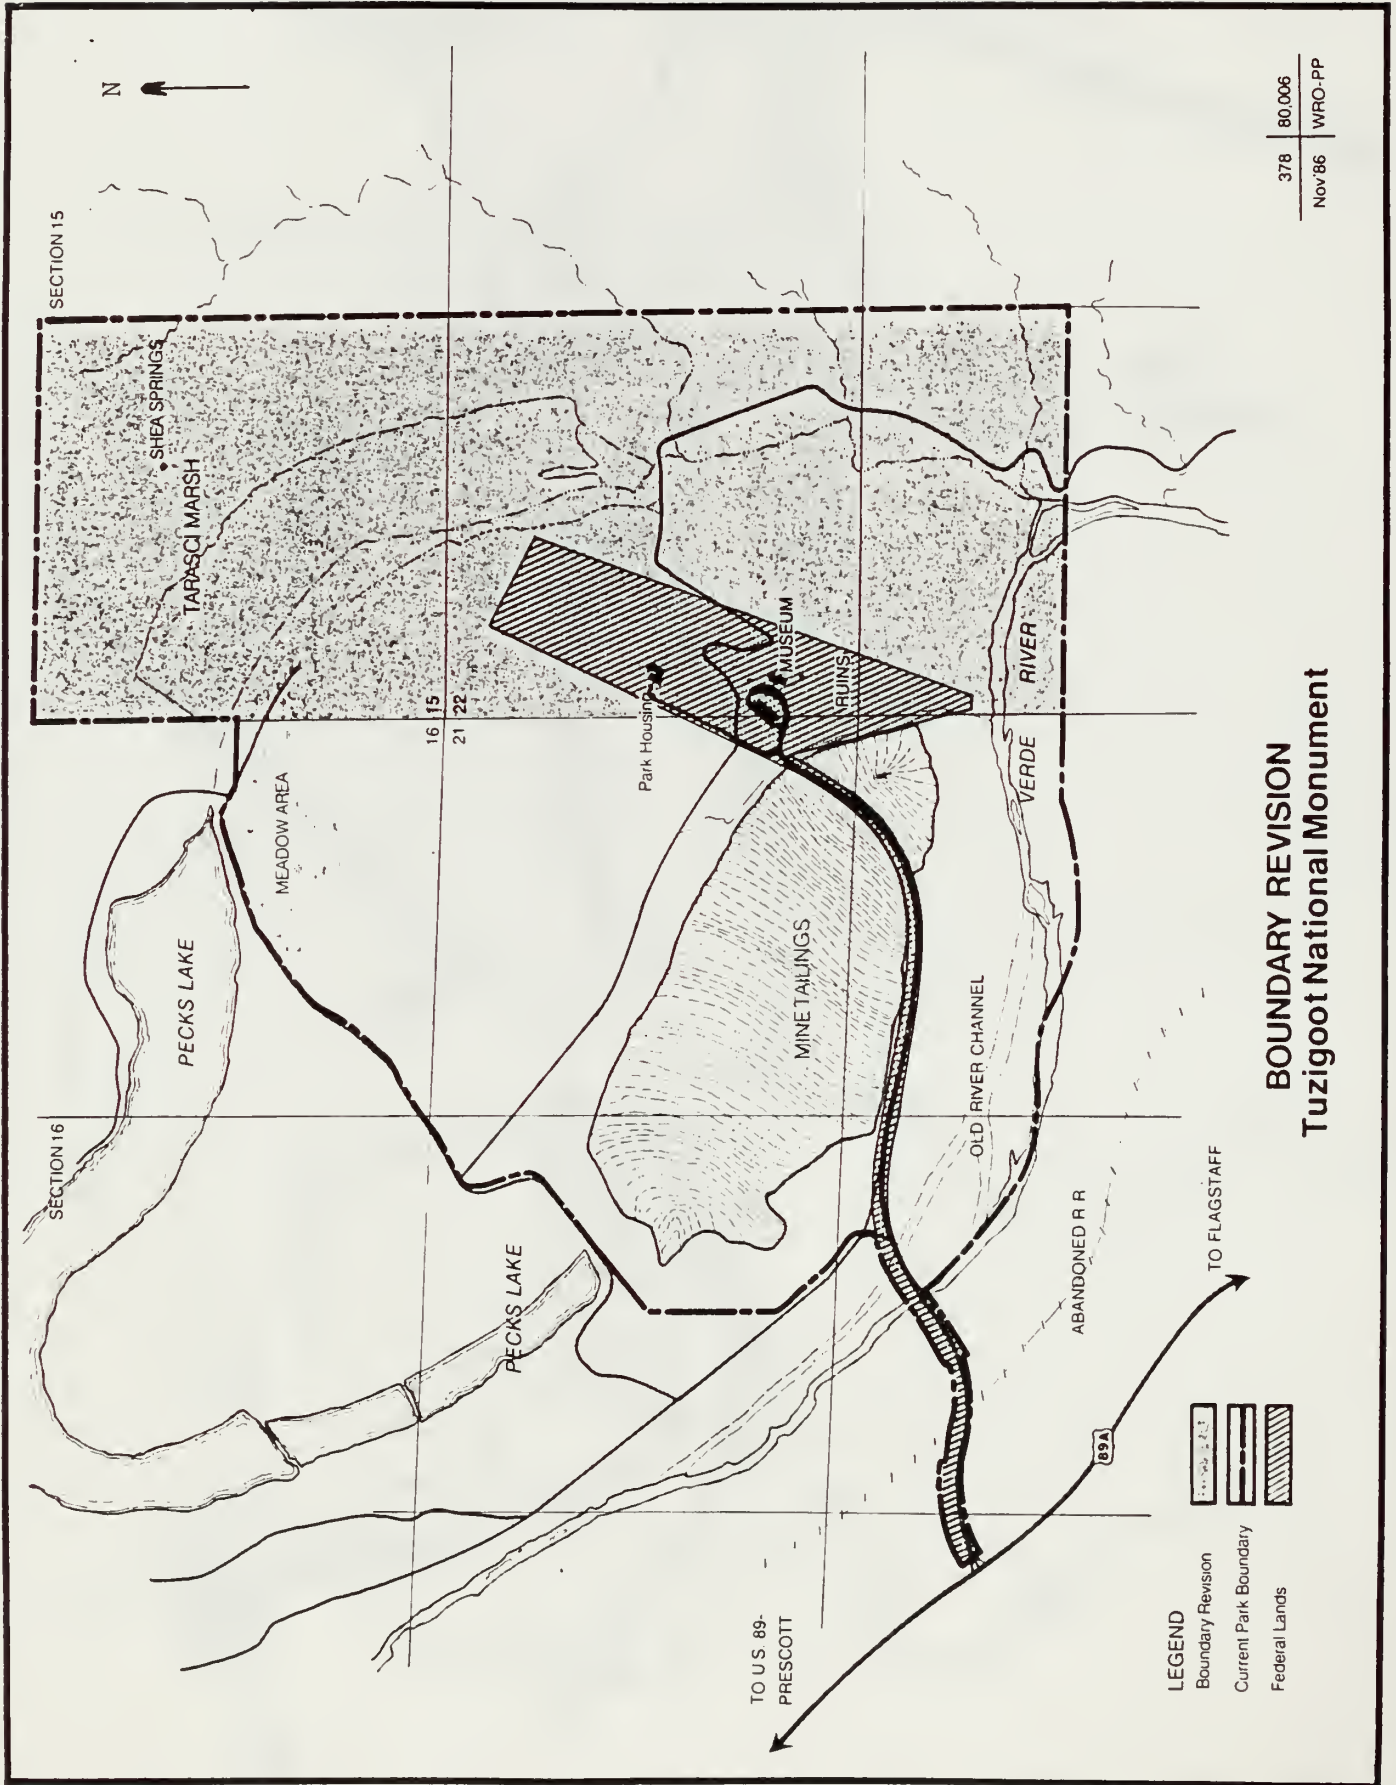 N
SECTION 16
SECTION 15
PECKS LAKE
SHEA SPRINGS
TARASCI MARSH
MEADOW AREA
16 15
21 22
PECKS LAKE
Park Housing
MUSEUM
RUINS
MINE TAILINGS
OLD RIVER CHANNEL
VERDE RIVER
ABANDONED R R
TO U.S. 89-
PRESCOTT
89A
TO FLAGSTAFF
LEGEND
Boundary Revision
Current Park Boundary
Federal Lands
BOUNDARY REVISION
Tuzigoot National Monument
378 80,006
Nov'86 WRO-PP